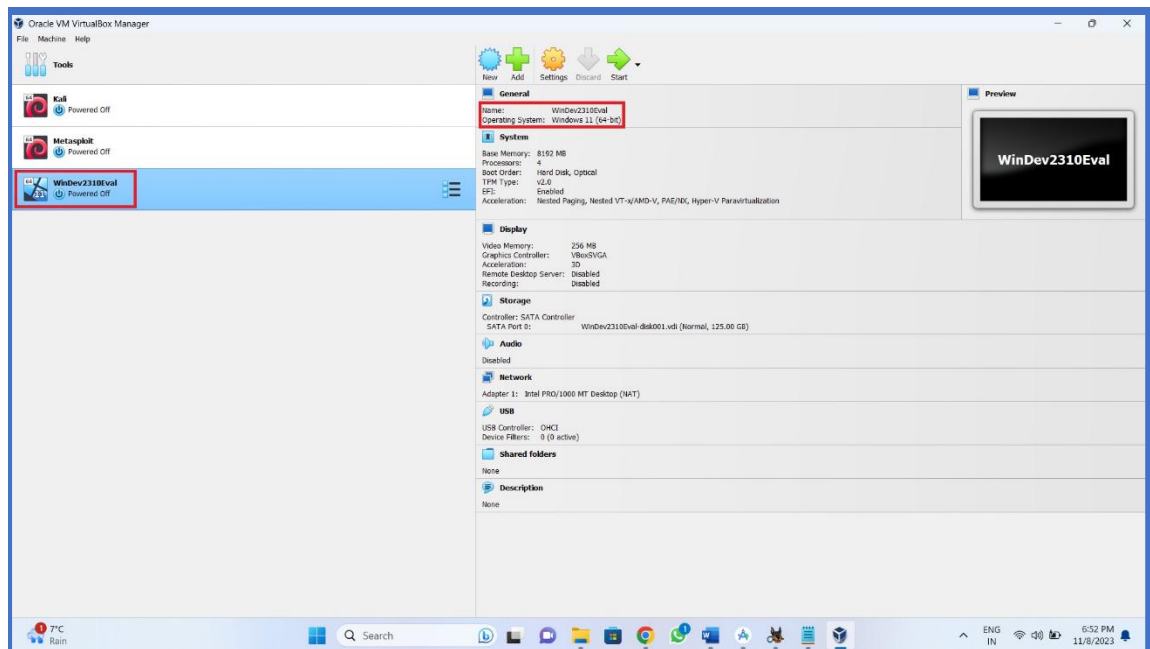 Oracle VM VirtualBox Manager
File Machine Help
Tools
New Add Settings Discard Start
Kali
Powered Off
Metasploit
Powered Off
WinDev2310Eval
Powered Off
General
Name: WinDev2310Eval
Operating System: Windows 11 (64-bit)
System
Base Memory: 8192 MB
Processors: 4
Boot Order: Hard Disk, Optical
TPM Type: v2.0
EFI: Enabled
Acceleration: Nested Paging, Nested VT-x/AMD-V, PAE/NX, Hyper-V Paravirtualization
Display
Video Memory: 256 MB
Graphics Controller: VBoxSVGA
Acceleration: 3D
Remote Desktop Server: Disabled
Recording: Disabled
Storage
Controller: SATA Controller
SATA Port 0: WinDev2310Eval-disk001.vdi (Normal, 125.00 GB)
Audio
Disabled
Network
Adapter 1: Intel PRO/1000 MT Desktop (NAT)
USB
USB Controller: OHCI
Device Filters: 0 (0 active)
Shared folders
None
Description
None
Preview
WinDev2310Eval
1
7°C
Rain
Search
1
ENG
IN
6:52 PM
11/8/2023